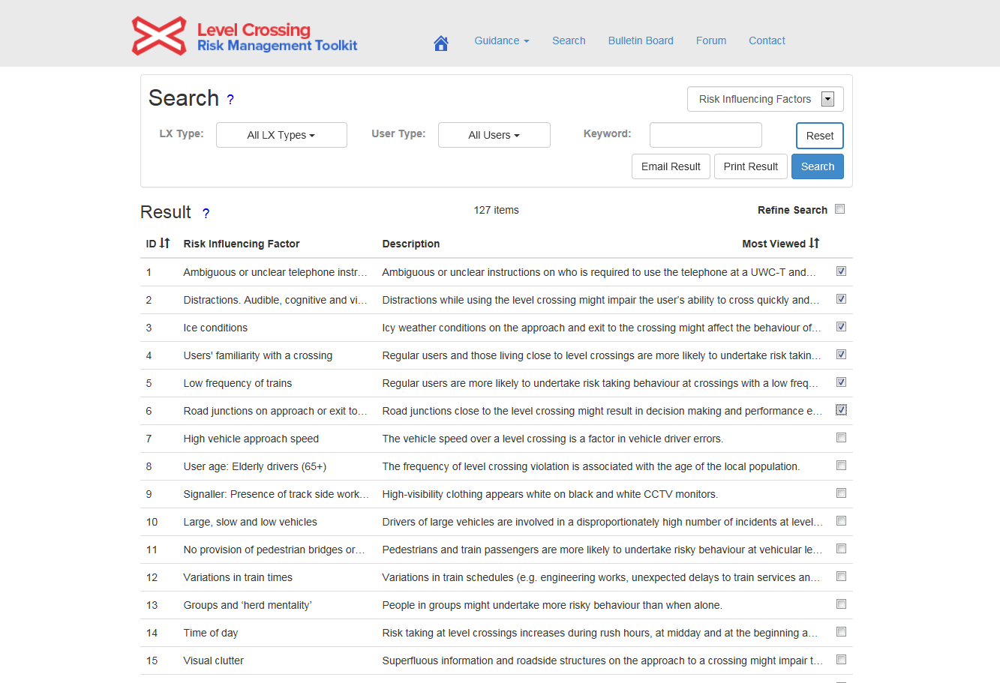 Level Crossing
Risk Management Toolkit
Guidance Search Bulletin Board Forum Contact
Search ? Risk Influencing Factors
LX Type: All LX Types User Type: All Users Keyword: Reset
Email Result Print Result Search
Result ? 127 items Refine Search
ID Risk Influencing Factor Description Most Viewed
1 Ambiguous or unclear telephone instr... Ambiguous or unclear instructions on who is required to use the telephone at a UWC-T and...
2 Distractions. Audible, cognitive and vi... Distractions while using the level crossing might impair the user’s ability to cross quickly and...
3 Ice conditions Icy weather conditions on the approach and exit to the crossing might affect the behaviour of...
4 Users' familiarity with a crossing Regular users and those living close to level crossings are more likely to undertake risk takin...
5 Low frequency of trains Regular users are more likely to undertake risk taking behaviour at crossings with a low freq...
6 Road junctions on approach or exit to... Road junctions close to the level crossing might result in decision making and performance e...
7 High vehicle approach speed The vehicle speed over a level crossing is a factor in vehicle driver errors.
8 User age: Elderly drivers (65+) The frequency of level crossing violation is associated with the age of the local population.
9 Signaller: Presence of track side work... High-visibility clothing appears white on black and white CCTV monitors.
10 Large, slow and low vehicles Drivers of large vehicles are involved in a disproportionately high number of incidents at level...
11 No provision of pedestrian bridges or... Pedestrians and train passengers are more likely to undertake risky behaviour at vehicular le...
12 Variations in train times Variations in train schedules (e.g. engineering works, unexpected delays to train services an...
13 Groups and ‘herd mentality’ People in groups might undertake more risky behaviour than when alone.
14 Time of day Risk taking at level crossings increases during rush hours, at midday and at the beginning a...
15 Visual clutter Superfluous information and roadside structures on the approach to a crossing might impair t...